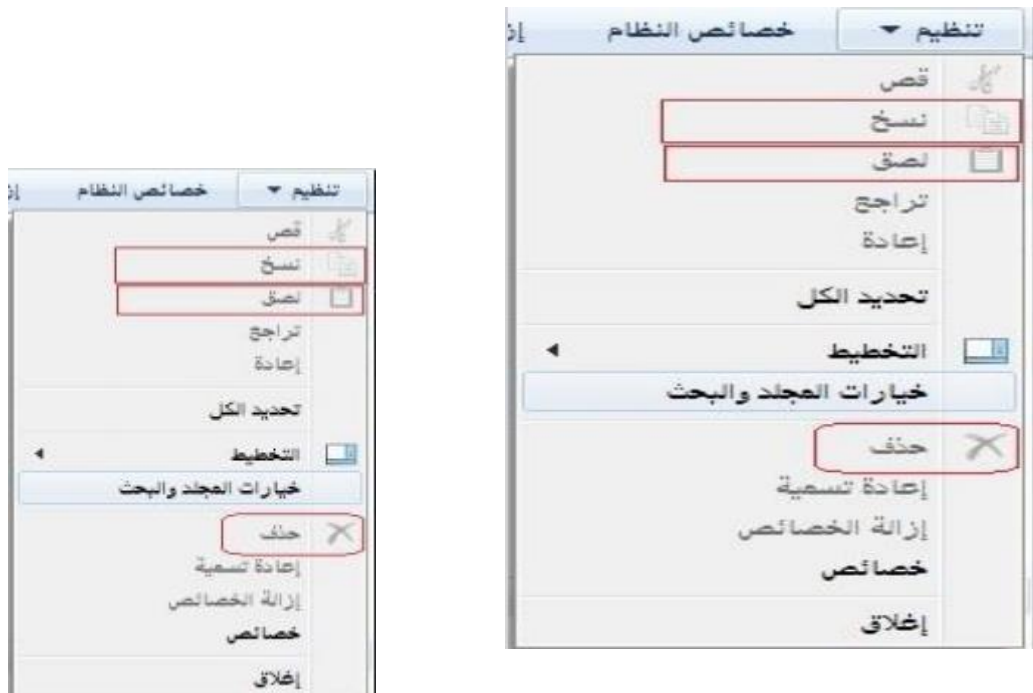 تنظيم خصائص النظام إز
قص
نسخ
لصق
تراجع
إعادة
تحديد الكل
التخطيط
خيارات المجلد والبحث
حذف
إعادة تسمية
إزالة الخصائص
خصائص
إغلاق
تنظيم خصائص النظام إز
قص
نسخ
لصق
تراجع
إعادة
تحديد الكل
التخطيط
خيارات المجلد والبحث
حذف
إعادة تسمية
إزالة الخصائص
خصائص
إغلاق